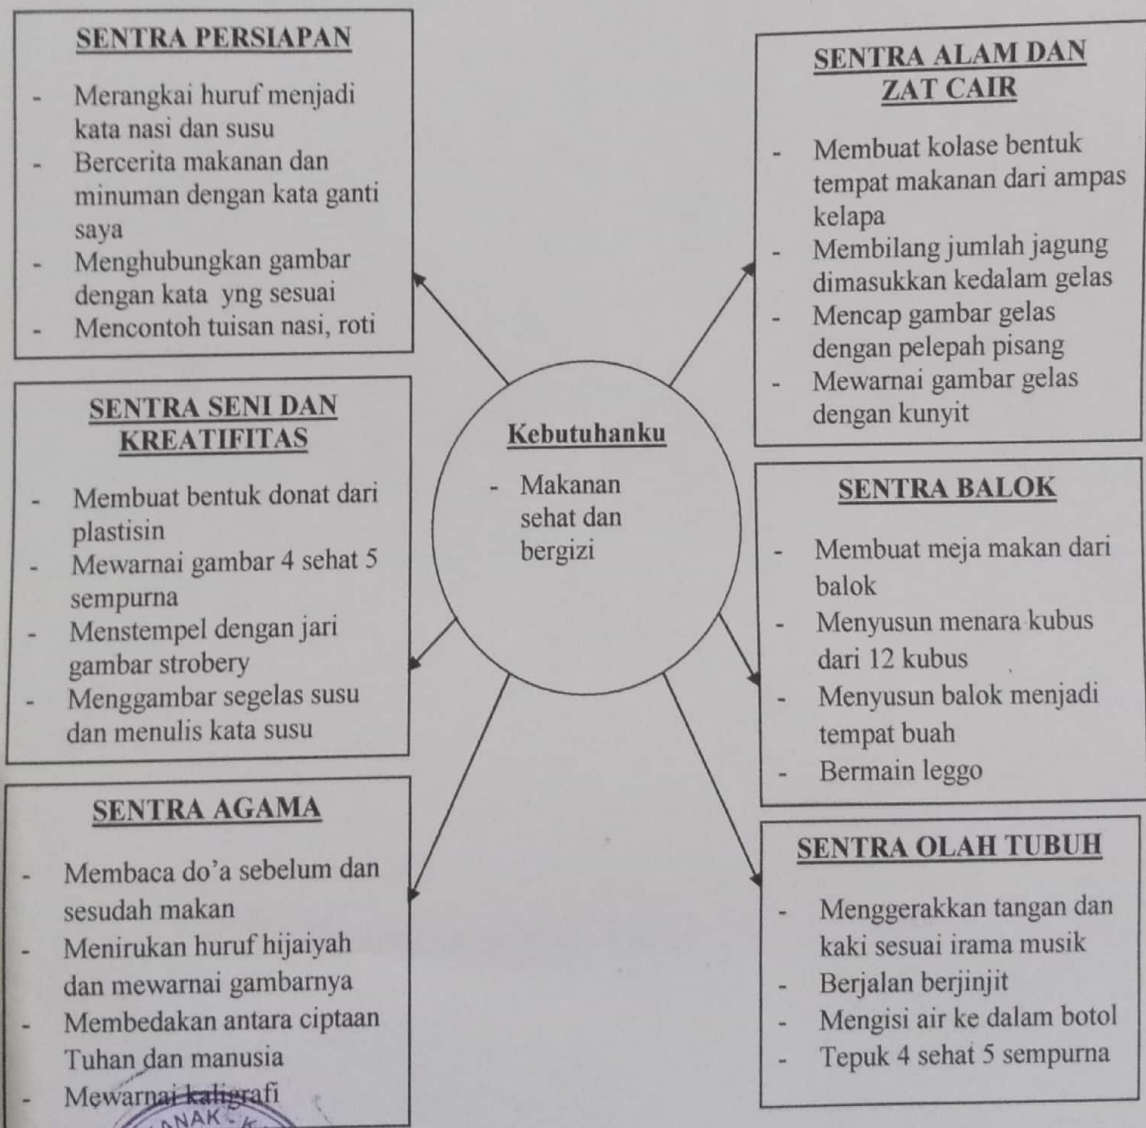 SENTRA PERSIAPAN
- Merangkai huruf menjadi
kata nasi dan susu
- Bercerita makanan dan
minuman dengan kata ganti
saya
- Menghubungkan gambar
dengan kata yng sesuai
- Mencontoh tuisan nasi, roti
SENTRA ALAM DAN
ZAT CAIR
- Membuat kolase bentuk
tempat makanan dari ampas
kelapa
- Membilang jumlah jagung
dimasukkan kedalam gelas
- Mencap gambar gelas
dengan pelepah pisang
- Mewarnai gambar gelas
dengan kunyit
SENTRA SENI DAN
KREATIFITAS
- Membuat bentuk donat dari
plastisin
- Mewarnai gambar 4 sehat 5
sempurna
- Menstempel dengan jari
gambar strobery
- Menggambar segelas susu
dan menulis kata susu
Kebutuhanku
- Makanan
sehat dan
bergizi
SENTRA BALOK
- Membuat meja makan dari
balok
- Menyusun menara kubus
dari 12 kubus
- Menyusun balok menjadi
tempat buah
- Bermain leggo
SENTRA AGAMA
- Membaca do'a sebelum dan
sesudah makan
- Menirukan huruf hijaiyah
dan mewarnai gambarnya
- Membedakan antara ciptaan
Tuhan dan manusia
- Mewarnai kaligrafi
SENTRA OLAH TUBUH
- Menggerakkan tangan dan
kaki sesuai irama musik
- Berjalan berjinjit
- Mengisi air ke dalam botol
- Tepuk 4 sehat 5 sempurna